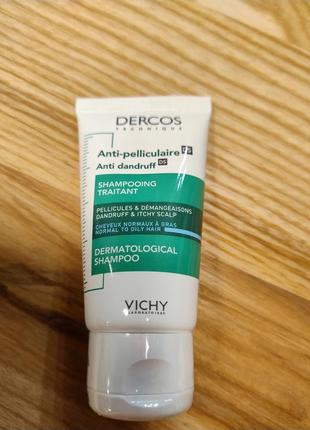 DERCOS
TECHNIQUE
Anti-pelliculaire
Anti dandruff DS
SHAMPOOING
TRAITANT
PELLICULES & DÉMANGEAISONS
DANDRUFF & ITCHY SCALP
CHEVEUX NORMAUX À GRAS
NORMAL TO OILY HAIR
DERMATOLOGICAL
SHAMPOO
VICHY
LABORATOIRES